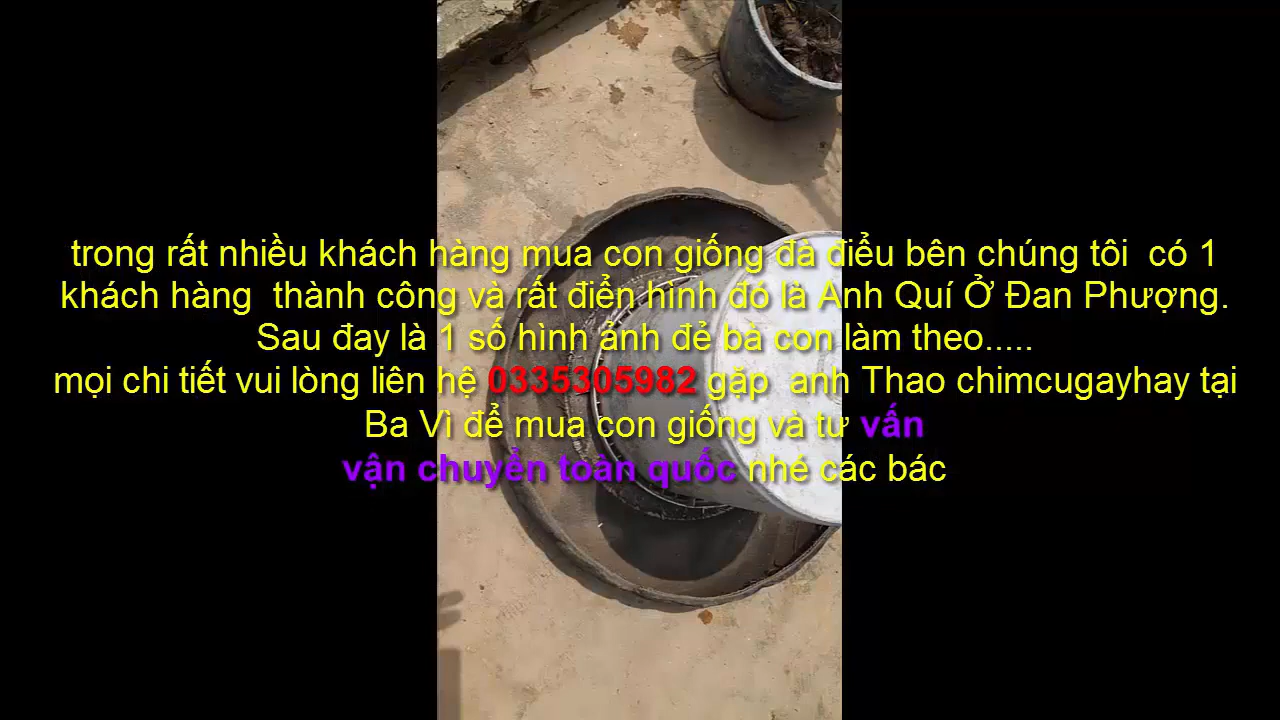 trong rất nhiều khách hàng mua con giống đà điểu bên chúng tôi  có 1
khách hàng  thành công và rất điển hình đó là Anh Quí Ở Đan Phượng.
Sau đay là 1 số hình ảnh đẻ bà con làm theo.....
mọi chi tiết vui lòng liên hệ 0335305982 gặp  anh Thao chimcugayhay tại
Ba Vì để mua con giống và tư vấn
vận chuyển toàn quốc nhé các bác